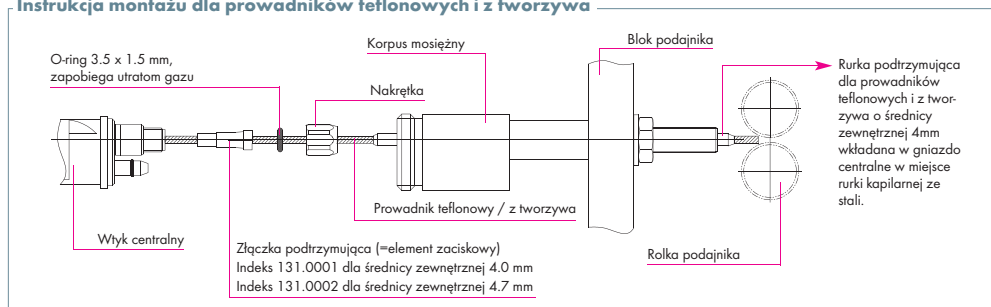 Instrukcja montażu dla prowadników teflonowych i z tworzywa
O-ring 3.5 x 1.5 mm,
zapobiega utratom gazu
Korpus mosiężny
Blok podajnika
Nakrętka
Rurka podtrzymująca
dla prowadników
teflonowych i z twor-
zywa o średnicy
zewnętrznej 4mm
wkładana w gniazdo
centralne w miejsce
rurki kapilarnej ze
stali.
Prowadnik teflonowy / z tworzywa
Wtyk centralny
Złączka podtrzymująca (=element zaciskowy)
Indeks 131.0001 dla średnicy zewnętrznej 4.0 mm
Indeks 131.0002 dla średnicy zewnętrznej 4.7 mm
Rolka podajnika